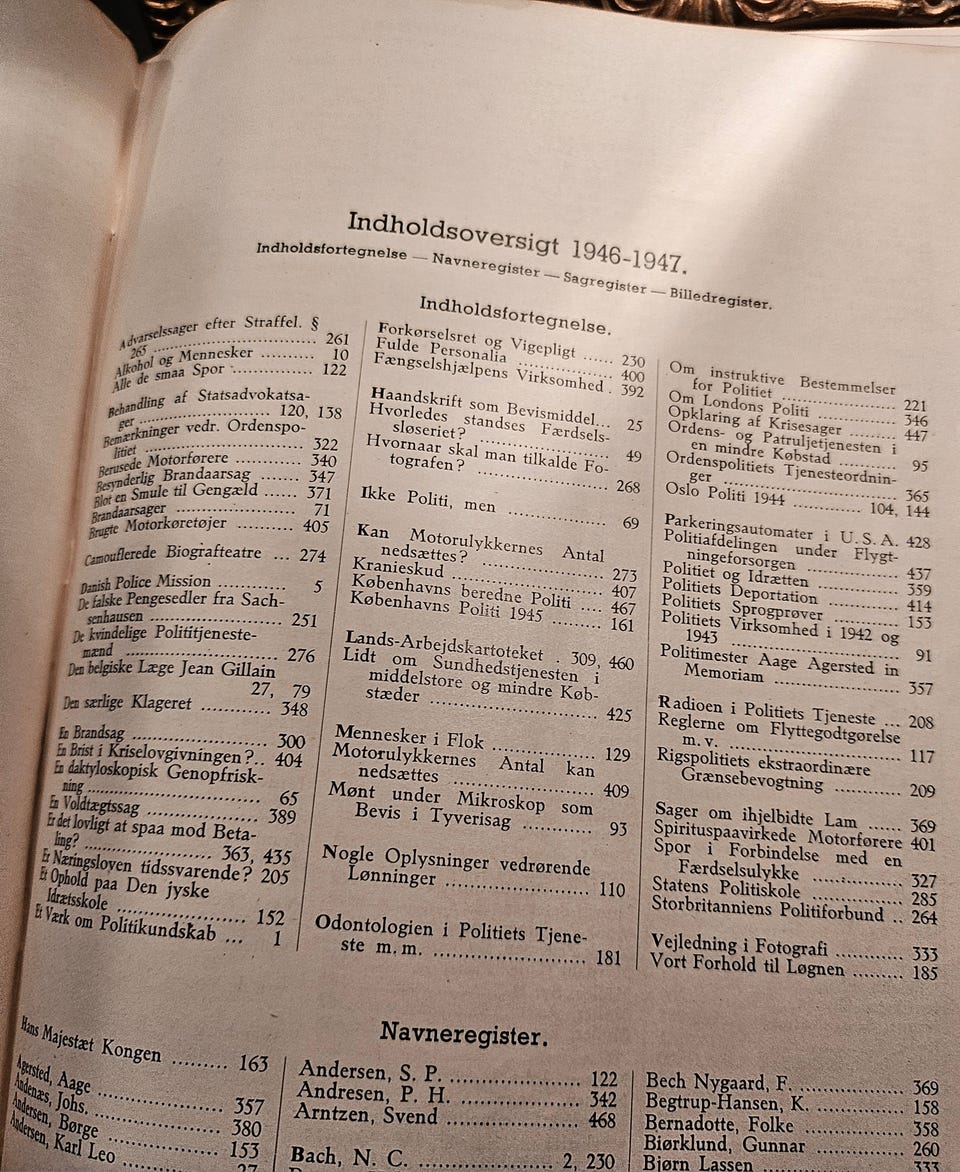 Indholdsoversigt 1946-1947.
Indholdsfortegnelse — Navneregister — Sagregister — Billedregister.
Indholdsfortegnelse.
Advarselssager efter Straffel. §
265 ........................ 261
Alkohol og Mennesker .......... 10
Alle de smaa Spor ............... 122
Behandling af Statsadvokatsa-
ger ...................... 120, 138
Bemærkninger vedr. Ordenspo-
litiet .......................... 322
Berusede Motorførere ............ 340
Besynderlig Brandaarsag ....... 347
Blot en Smule til Gengæld ...... 371
Brandaarsager ................... 71
Brugte Motorkøretøjer .......... 405
Camouflerede Biografteatre ... 274
Danish Police Mission ............ 5
De falske Pengesedler fra Sach-
senhausen ...................... 251
De kvindelige Polititjeneste-
mænd .......................... 276
Den belgiske Læge Jean Gillain
27, 79
Den særlige Klageret ............ 348
En Brandsag ...................... 300
En Brist i Kriselovgivningen? .. 404
En daktyloskopisk Genopfrisk-
ning ............................ 65
En Voldtægtssag .................. 389
Er det lovligt at spaa mod Beta-
ling? ...................... 363, 435
Er Næringsloven tidssvarende? 205
Et Ophold paa Den jyske
Idrætsskole .................... 152
Et Værk om Politikundskab ... 1
Forkørselsret og Vigepligt ...... 230
Fulde Personalia ................. 400
Fængselshjælpens Virksomhed . 392
Haandskrift som Bevismiddel... 25
Hvorledes standses Færdsels-
sløseriet? ...................... 49
Hvornaar skal man tilkalde Fo-
tografen? ...................... 268
Ikke Politi, men .................. 69
Kan Motorulykkernes Antal
nedsættes? ..................... 273
Kranieskud ....................... 407
Københavns beredne Politi .... 467
Københavns Politi 1945 ......... 161
Lands-Arbejdskartoteket . 309, 460
Lidt om Sundhedstjenesten i
middelstore og mindre Køb-
stæder .......................... 425
Mennesker i Flok ................. 129
Motorulykkernes Antal kan
nedsættes ...................... 409
Mønt under Mikroskop som
Bevis i Tyverisag ............ 93
Nogle Oplysninger vedrørende
Lønninger ...................... 110
Odontologien i Politiets Tjene-
ste m. m. ....................... 181
Om instruktive Bestemmelser
for Politiet .................... 221
Om Londons Politi ............... 346
Opklaring af Krisesager ......... 447
Ordens- og Patruljetjenesten i
en mindre Købstad ............ 95
Ordenspolitiets Tjenesteordnin-
ger ............................. 365
Oslo Politi 1944 ............ 104, 144
Parkeringsautomater i U. S. A. 428
Politiafdelingen under Flygt-
ningeforsorgen ............... 437
Politiet og Idrætten ............. 359
Politiets Deportation ............ 414
Politiets Sprogprøver ........... 153
Politiets Virksomhed i 1942 og
1943 ............................ 91
Politimester Aage Agersted in
Memoriam ...................... 357
Radioen i Politiets Tjeneste ... 208
Reglerne om Flyttegodtgørelse
m. v. ........................... 117
Rigspolitiets ekstraordinære
Grænsebevogtning ............ 209
Sager om ihjelbidte Lam ...... 369
Spirituspaavirkede Motorførere 401
Spor i Forbindelse med en
Færdselsulykke ............... 327
Statens Politiskole ............... 285
Storbritanniens Politiforbund .. 264
Vejledning i Fotografi ........... 333
Vort Forhold til Løgnen ......... 185
Navneregister.
Hans Majestæt Kongen ........ 163
Agersted, Aage .................. 357
Andenæs, Johs. .................. 380
Andersen, Børge ................. 153
Andersen, Karl Leo .............. 27
Andersen, S. P. .................. 122
Andresen, P. H. .................. 342
Arntzen, Svend .................. 468
Bach, N. C. .................... 2, 230
Bech Nygaard, F. ................ 369
Begtrup-Hansen, K. ............. 158
Bernadotte, Folke ............... 358
Biørklund, Gunnar .............. 260
Bjørn Lassen ..................... 333